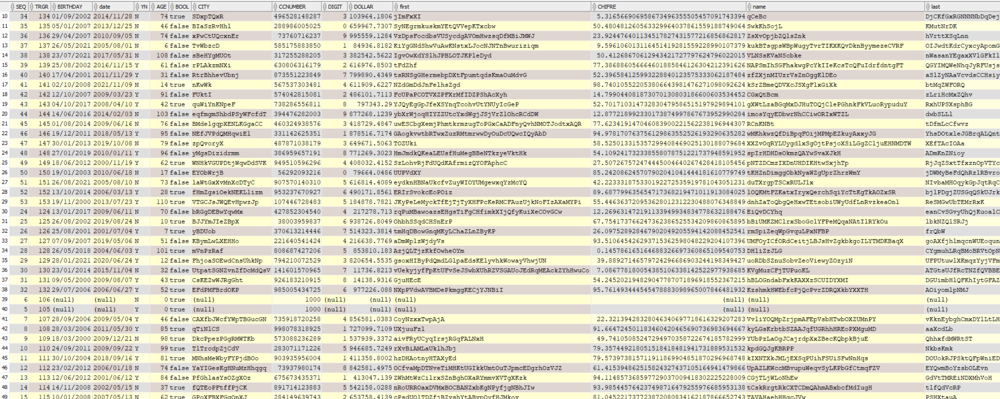 SEQ TRGR BIRTHDAY date YN AGE BOOL CITY CCNUMBER DIGIT DOLLAR first CHIFRE name last
10 34 134 01/09/2002 2014/11/28 N 74 true SDxpTQxR 496528148287 3 103964.1806 jImFxXI 5.316566906958673496355505457091743394 qCeBc DjCKfGxRGNNNNbDqDej
11 35 135 05/01/2007 2013/12/25 N 46 false BIaSzRvHhl 288986005025 0 659967.7307 SyNEgrmkuskmYEtQVVepKTxcbw 50.480481260563329964037861559188749064 SwkKhSojL KMutNrDK
12 36 136 29/04/2007 2010/09/05 N 74 false xPwCtUQcxnEr 73760716237 9 995559.1284 VzDpsFocdbsVUSycdgAVOmHwzsqDfMBiJMWJ 23.924476401134517827431577216856862817 ZsXvOpjbZQlsZnk hVrttXSqLnn
13 37 137 26/05/2021 2005/08/01 N 6 false TvWbzcD 585175883850 1 84936.8182 KiYgGNdShwVuAwKNstxLJocNJNTnBwuriziqm 9.596106013116451419281559228990107379 kukBTsgpsWBpWugyTvrTIKXKQvDknByymezeCVRF OIJwdtKdrCyxcyApomG
14 38 138 23/07/2021 2017/05/31 N 108 false sBeHYgMUOt 317255288205 3 382542.5622 IgvOwXdYSlhJPBLOTJKPleDyd 50.412686706129434217277976247960220​15 VLNSsKVaNScbke nWasanYEgaxXVlGFkIl
15 39 139 25/08/2002 2016/11/15 Y 61 false rPLAkzmNXi 630806316179 2 616976.8503 tFdZhf 77.386886056664601885846126304212391626 NAPSmIhSGFhakwgPcYkIIeKcsTcQFuIdrfdntgFT QGYIMQWeNhqJyRFUsjs
16 40 140 17/04/2001 2011/11/29 Y 31 false RtrBhhevUbnj 873551223849 7 799890.4349 tsRNSgGHermebpDXtFpumtqdsKmaOuMdvG 52.396584125993228840123575333062187484 zfZXjnMIUzrVsZnOggKlDEo aSlZyNAaVcvdsCCHsiy
17 41 141 02/10/2008 2021/11/09 N 14 true nKwWk 567537303481 4 611909.6227 NZdGmDdJnFelhsZgd 98.740105522053806643981476271098092624 kSrZBmeQDVXcJSXgFlxGiXk btMqZWFORQ
18 42 142 12/10/2007 2009/03/23 Y 91 false FUktI 574042815081 2 486101.7113 FcUPaPCOTVXZPFXrMfIDZPShAcXyh 14.799044081873070130803186600603534452 CGxQtBcm zLriHcMxZQhv
19 43 143 04/10/2017 2008/04/10 Y 42 true quWiYnKNpeF 738286556811 8 797343.29 YJQyEgGpJfeXSYnqTcohvUtYNUyIcGeP 52.701710314732830479586515197929894101 gXWtLzaBGqMxDJHuTOQjClePGhnkFkVLuoRypuduY RxhUPSXsphBG
20 44 144 14/06/2016 2014/02/03 N 103 false eqfmgmShbdPSyWFcfdT 394476282003 9 877268.1239 ybXrWjoqHIYZZUtcYxdWgjJSjVrZlOhcRCdDW 12.877218992330173874997867673952990284 imosYqyEDbwrNhCCiwORIxWTZL dwbSLLl
21 45 145 01/08/2014 2009/06/16 N 76 false BMdelgqpXENLKGgaCC 460324938576 3 418729.4847 uwESCbgXemjPhmtkrmzugToPGxCaADFnyQvhNMOTJodtxAQR 77.623419147046083900221562238196944307 RCnKNBt tDfmLcCfwvz
22 46 146 19/12/2011 2018/05/13 Y 95 false NEfJVPdQMHqwiEl 331142625351 1 878516.7174 GAogkvwtbRTwxZuzRMtmrwwDyOuDcUQwcIQyAbD 94.978170763756129863552526193290635282 wMKhkwzQfDiBpqFOijMPMpEZkuyAxxyJG YhsDOtxleJGBrqALQnt
23 47 147 30/01/2013 2019/10/08 N 79 false zpQvoryX 487871038179 3 649671.5063 TOZUki 58.525013315357299408469025130188079684 XXZvOqRYLUygdlxSgOjtPsjoXSiLGgZCljuEHNMDTW XEfTAcIOAa
24 48 148 27/01/2019 2010/01/11 Y 96 false yMgsDizidrmm 386959657191 8 771269.3023 HmJmdkQKeaLEUsfHuMegBBeNTkzyeVktHk 54.109241732338558078751221737948591952 spIrHDHDsOkmzQAYwSvaXJkH ADmKnZNioy
25 49 149 18/06/2012 2000/11/19 Y 62 true WNHkVGUPDtjWqwDdSVK 949510596296 4 408032.4152 SzLohvRjFdUQdKAfrmizQYOFAphcC 27.507267572474445004640267428418105456 pNTZDCmzIXDnUHDIKHtwSxjhTp RjJqZSxtTfxznOpVTYc
26 50 150 19/01/2003 2010/06/18 N 17 false EYObWrjB 56292093216 0 79664.0486 UUPVdXY 85.242086245707902041041444181610779749 tKHZnDimggObkNyaWZgUprZhrzWmY jDWMyBeFdQhRzlRBvro
27 51 151 26/08/2021 2005/08/10 N 73 false laWtGxXvMnXcDTyC 907570140310 5 616814.4089 eydknHBNaUkcfvZuyWIOYUMgewxqYzMcYQ 42.223331875330192272535919781043051231 duTXrgpTSCxRULJlx NIvbaMHOqykGpJqtRqC
28 52 152 13/10/2014 2006/03/13 Y 28 true fHmZgsiOekNEKLlizm 953237670927 6 490171.8561 ERIrSvokcEoPOiz 89.687799635654717368219471011913084025 lOQKMtFZKatxIryxQerchSqiYcTtKgTkAOZxSR bjlPDgjZUSGqQSkUJrk
29 53 153 19/11/2000 2013/07/23 Y 110 true VTGCJsJWQEvHpwzJp 107446728483 5 184878.7821 JKyPeLeMyckTfEjTjTyXHFPcKeRMCFAuzUjkNoFIzAXaMYPi 55.446363720953628012312230488076348849 dnhZaToQbgQeHxwTEtsobiUWyUdfLnRvzkeaOnl ReSMGwUbTEMrRxK
30 24 124 13/01/2017 2009/06/11 N 70 false bRGgDEBwYqwMx 427852304540 4 217278.713 rqPuMBawoazsEHgsTiFgCHfimkXIjQfyKuiXeCOvGCw 12.269631472191133949934834778632188476 EiQvDCYhq eanCvSGvyUhQjKuoalC
31 25 125 26/08/2002 2019/08/24 N 10 true BJJYmJIeZBpX 38003959837 6 938726.8049 OhbhSSqdCHSnErP 67.754173766247362386525534209860865895 bBiUMKZMClrxSboGclYFPeMQqaNAtIlRYkOu lbkNZQlSRJj
32 26 126 25/08/2001 2001/07/04 Y 7 true yBDUob 370613214446 7 514323.3814 tmHqDBowGnqMKyLChaZLnZByKP 26.097528928467902049205594142088452541 rmSpiZeqWpGvquLPxNFBP frQbW
33 27 127 07/09/2007 2019/05/06 N 51 false KBymLwLXEHHo 221640541424 4 216638.7769 aDmWplzWjdyVs 93.510645426293715362598048229204107396 UMFOyICfORdCeitjLBJsHvZgkbkgoILYTMDKBaqX goAXfjhlmqcnWUEoqun
34 28 128 26/05/2018 2004/06/03 Y 101 true mVnPzRaf 808687427206 5 853810.183 AzjQLTjzKkfOwheOYm 0.145786165164688326697360865109540753 DHliZzJLG CYgmuhLRqBMoBRVtOpN
35 29 129 28/01/2021 2020/06/24 Y 12 false FhjoaSOEwdCnsUhkNp 794210072529 3 820654.5535 gsoxHIByPdQmdLGlpaEdsKElyvhkWowayVhwjUN 39.889271465797242966869032441983494​27 uoRDbSZnuSobvZeoViewyZOzyiN UFPUtuwlXKmqzYyjVFm
36 30 130 23/01/2014 2015/11/04 N 32 false UtpatSGNZvnZfDcMdQsV 141601570965 7 11736.8213 vUekyjyfFpKtUFvSeJSwbXUhRZVSGAUoJEdRqMEAckZYhHwuCo 7.086778180054385106338142522977938685 KVgMuzCFjTUPuoKL ATGtsUJfRcTNZfQVBBE
37 31 131 09/05/2000 2009/08/07 Y 43 true CsKEZwWJRgGht 926183210915 8 14138.9316 GjuHEcE 54.245202194829047787071896918552367215 hBLOGndabFxkKAXXzSCUIDYXMI DGUimbHlQFKhIytGFAZ
38 32 132 29/07/2006 2006/06/27 Y 52 true EFdPMFBrdOKP 985005434725 6 977226.088 NXpPVdwAVBMDePkmggKECjYJNBiI 95.761493444545478883098965007846481932 KzshmkHWEbfcPjQcPvrZDRQXkbYXXTH AOiyomlpNMJ
39 6 106 (null) (null) N 0 true (null) 1000 (null) (null) (null) (null) (null) (null)
40 5 105 (null) (null) Y 0 true (null) 1000 (null) (null) (null) (null) (null) (null)
41 7 107 28/09/2006 2009/05/04 Y 46 false CAXfbJWcfYWpTBGucGN 735918720258 4 856581.0383 CoyNzxxTwpAjA 22.321394283280463406977186163292​07283 VvliYOQMpZrjpmAFEpVsbHTwbOXZUMnPY vKknEybghCmxDYlLtLH
42 8 108 28/03/2006 2011/05/30 Y 85 true qTiNlCS 998078318925 1 727099.7109 UXjuuFzl 91.664724501183460420465690736983694667 kyLGsKrbtbSZAAJqfUGRhhHREoPXMguMD aaXcdLb
43 9 109 18/03/2000 2009/12/21 N 98 true DkcPpezPGgRMWTKb 573088236289 1 537939.3372 aivFRyUCyqIrsjRGqFALNxH 49.74105085247294970358722674185782999 YUbPzLaOgJCajrdpXxZBecKQbpkBjuE QhhxfdMWRtST
44 10 110 24/09/2011 2009/09/22 Y 99 true TlTrcdpZjCdV 283071171226 5 946685.7249 rXvBiAMLaUklhJbj 79.357449218051518418481941731889531532 kpdGQJgKBRPP NkbsKmk
45 11 111 30/10/2004 2018/09/16 Y 81 true MNhsMeWbyFYPjdBOo 903935956004 1 411358.8002 hzDHAotnyHTAXyEd 79.573973815711911869904851870296968748 kIXNTXkJMLjEXSqPUihFSUiSFwNnHqs DOUokRJPSktQFpWniED
46 12 112 23/02/2012 2006/01/18 N 74 false YaYIGesKgHNuMzHhqgq 73937980174 8 842581.4975 OCfvaMpDTNveTiMHKtUGIkkUmtOuTJpmcEDgrhOzVJZ 61.415394862515824327437105164941479866 UpAZLKWccMBvupuWeqvSyLKPbGfCtmqFZV EYQwmBoYzsbOLEvn
47 13 113 12/06/2012 2001/06/12 Y 84 false PfGhlasYsOZgXOz 675673435371 1 413047.139 ZWhMtWzCilrxSZnBghOXaRYmmvXVTgXKzk 94.114857368597729037009418302225228009 CGjTLjWLoNhEw GdVtTMREiNDXMhVoH
48 14 114 14/11/2008 2002/05/15 N 37 true fQTEoPFtffPjCK 891714123883 5 542158.0288 nRoURROaxDVMxBOCBANZxbKgNPyfjgNBhJIw 93.985445764237498716479255976685953138 tCskRrgtRkCXTCDmQAhmABxbcfMdIugH tlfQdVcRP
49 15 115 10/01/2008 2007/05/13 N 62 true GPoXFBXFGqOnXJ 284149639743 2 653758.4139 cPsdUOlTDZfjBZyshYtABypOyfHJMkov 81.045221737723872080834162187866652743 TAVAHaehHHgcJVw PSHXtauA